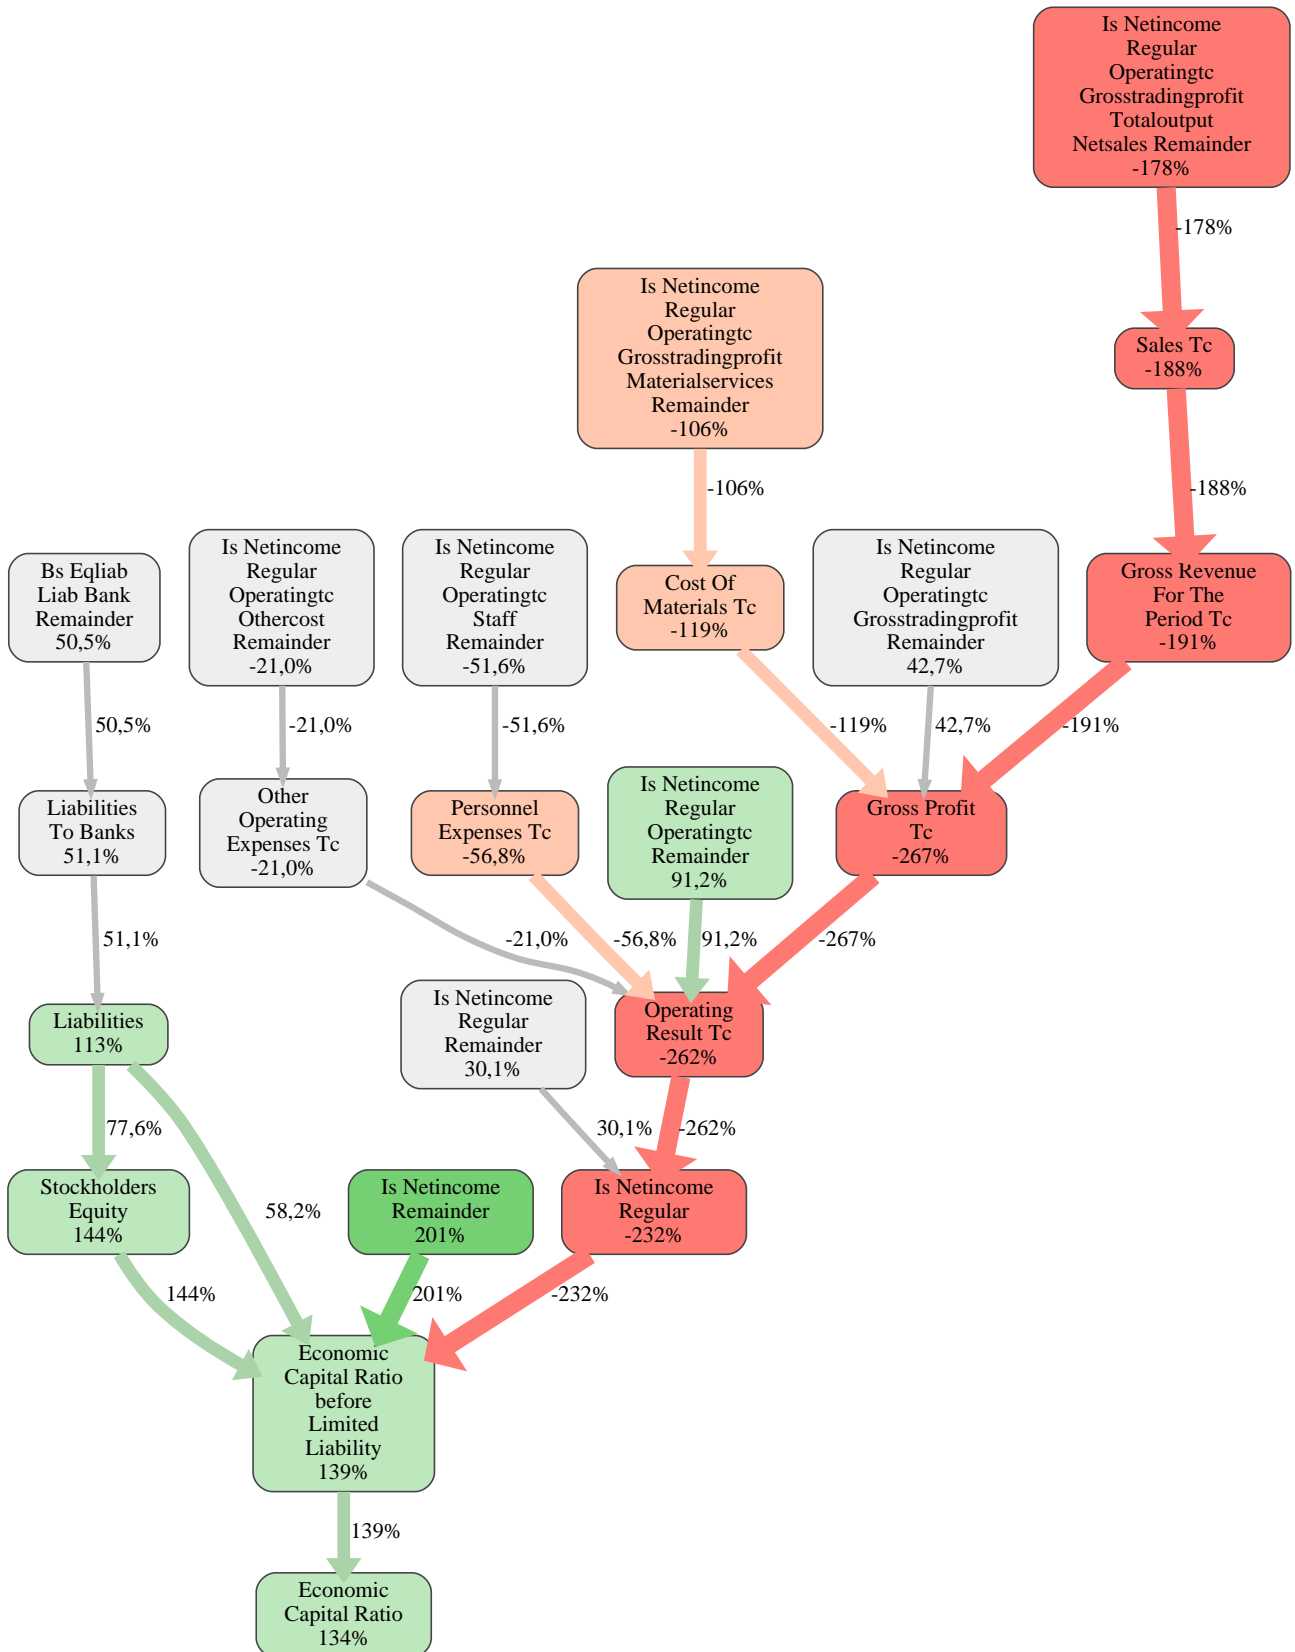 Is Netincome
Regular
Operatingtc
Grosstradingprofit
Totaloutput
Netsales Remainder
-178%
-178%
Is Netincome
Regular
Operatingtc
Grosstradingprofit
Materialservices
Remainder
-106%
Sales Tc
-188%
-106%
-188%
Bs Eqliab
Liab Bank
Remainder
50,5%
Is Netincome
Regular
Operatingtc
Othercost
Remainder
-21,0%
Is Netincome
Regular
Operatingtc
Staff
Remainder
-51,6%
Cost Of
Materials Tc
-119%
Is Netincome
Regular
Operatingtc
Grosstradingprofit
Remainder
42,7%
Gross Revenue
For The
Period Tc
-191%
50,5%
-21,0%
-51,6%
-119%
42,7%
-191%
Liabilities
To Banks
51,1%
Other
Operating
Expenses Tc
-21,0%
Personnel
Expenses Tc
-56,8%
Is Netincome
Regular
Operatingtc
Remainder
91,2%
Gross Profit
Tc
-267%
51,1%
-21,0%
-56,8%
91,2%
-267%
Liabilities
113%
Is Netincome
Regular
Remainder
30,1%
Operating
Result Tc
-262%
77,6%
30,1%
-262%
Stockholders
Equity
144%
58,2%
Is Netincome
Remainder
201%
Is Netincome
Regular
-232%
144%
201%
-232%
Economic
Capital Ratio
before
Limited
Liability
139%
139%
Economic
Capital Ratio
134%